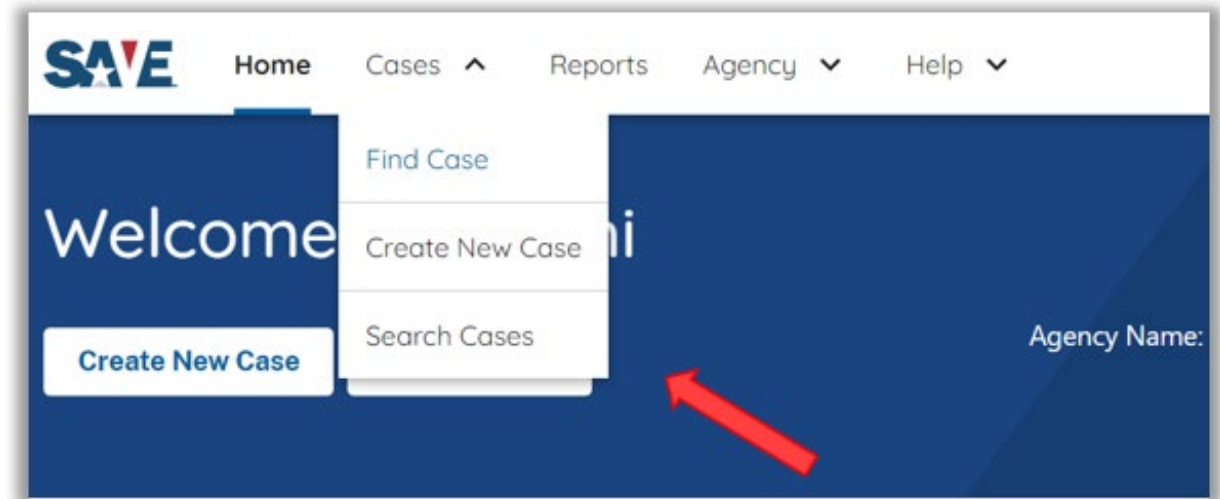 SAVE Home Cases Reports Agency Help
Find Case
Welcome
Create New Case
Search Cases
Create New Case
Agency Name: